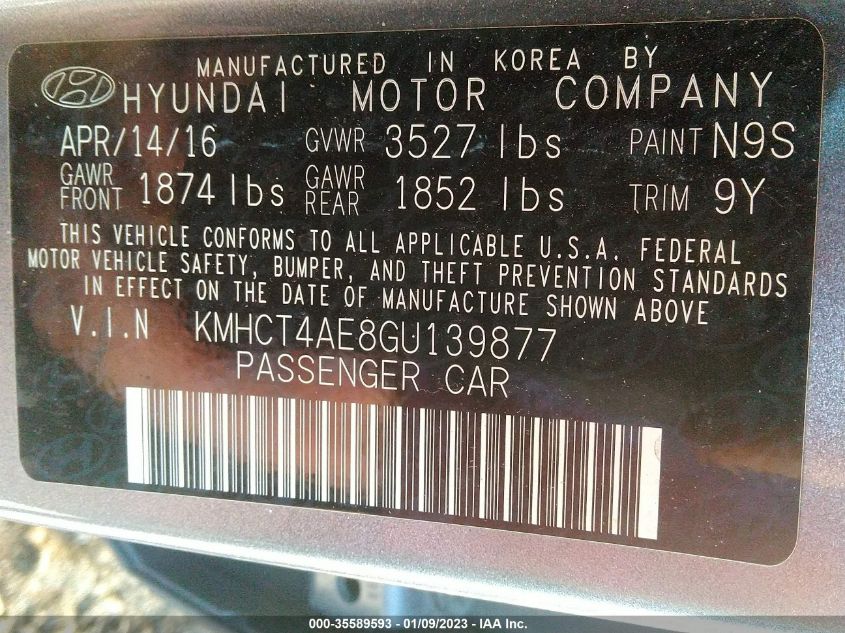 MANUFACTURED IN KOREA BY
HYUNDAI MOTOR COMPANY
APR/14/16 GVWR 3527 lbs PAINT N9S
GAWR FRONT 1874 lbs GAWR REAR 1852 lbs TRIM 9Y
THIS VEHICLE CONFORMS TO ALL APPLICABLE U.S.A. FEDERAL
MOTOR VEHICLE SAFETY, BUMPER, AND THEFT PREVENTION STANDARDS
IN EFFECT ON THE DATE OF MANUFACTURE SHOWN ABOVE
V.I.N KMHCT4AE8GU139877
PASSENGER CAR
000-35589593 — 01/09/2023 — IAA Inc.